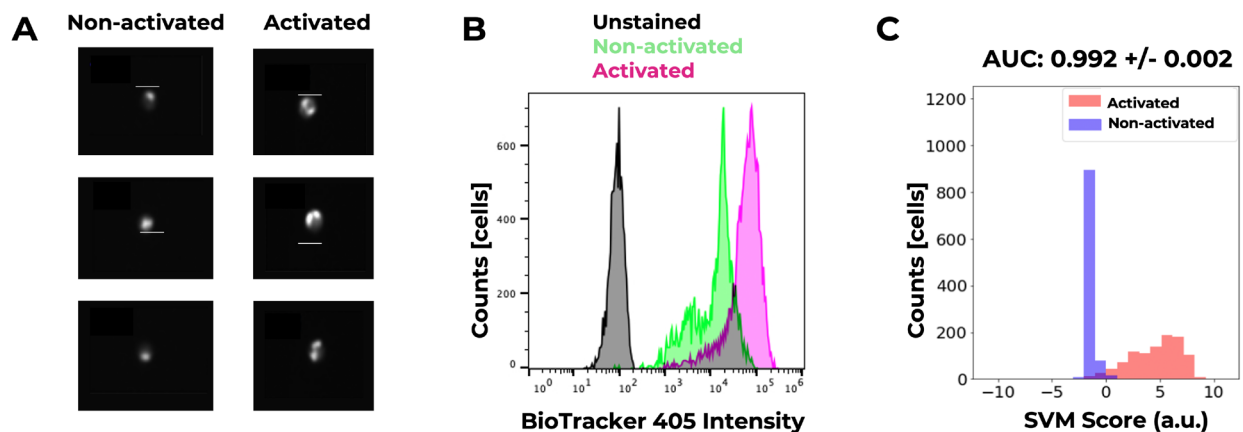 A
Non-activated
Activated
B
Unstained
Non-activated
Activated
Counts [cells]
600
400
200
0
10^0 10^1 10^2 10^3 10^4 10^5 10^6
BioTracker 405 Intensity
C
AUC: 0.992 +/- 0.002
Activated
Non-activated
Counts [cells]
1200
1000
800
600
400
200
0
−10 −5 0 5 10
SVM Score (a.u.)